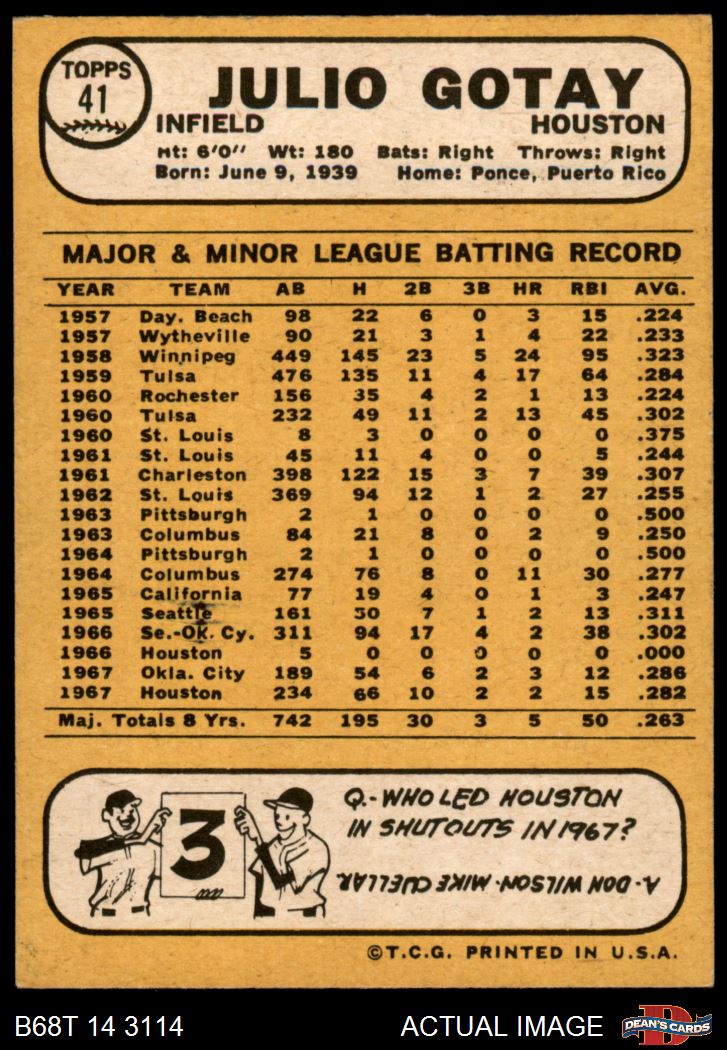 TOPPS
41
JULIO GOTAY
INFIELD HOUSTON
Ht: 6'0" Wt: 180 Bats: Right Throws: Right
Born: June 9, 1939 Home: Ponce, Puerto Rico
MAJOR & MINOR LEAGUE BATTING RECORD
YEAR TEAM AB H 2B 3B HR RBI AVG.
1957 Day. Beach 98 22 6 0 3 15 .224
1957 Wytheville 90 21 3 1 4 22 .233
1958 Winnipeg 449 145 23 5 24 95 .323
1959 Tulsa 476 135 11 4 17 64 .284
1960 Rochester 156 35 4 2 1 13 .224
1960 Tulsa 232 49 11 2 13 45 .302
1960 St. Louis 8 3 0 0 0 0 .375
1961 St. Louis 45 11 4 0 0 5 .244
1961 Charleston 398 122 15 3 7 39 .307
1962 St. Louis 369 94 12 1 2 27 .255
1963 Pittsburgh 2 1 0 0 0 0 .500
1963 Columbus 84 21 8 0 2 9 .250
1964 Pittsburgh 2 1 0 0 0 0 .500
1964 Columbus 274 76 8 0 11 30 .277
1965 California 77 19 4 0 1 3 .247
1965 Seattle 161 50 7 1 2 13 .311
1966 Se.-Ok. Cy. 311 94 17 4 2 38 .302
1966 Houston 5 0 0 0 0 0 .000
1967 Okla. City 189 54 6 2 3 12 .286
1967 Houston 234 66 10 2 2 15 .282
Maj. Totals 8 Yrs. 742 195 30 3 5 50 .263
3
Q.-WHO LED HOUSTON
IN SHUTOUTS IN 1967?
A-DON WILSON-MIKE CUELLAR
©T.C.G. PRINTED IN U.S.A.
B68T 14 3114 ACTUAL IMAGE
D
DEAN'S CARDS